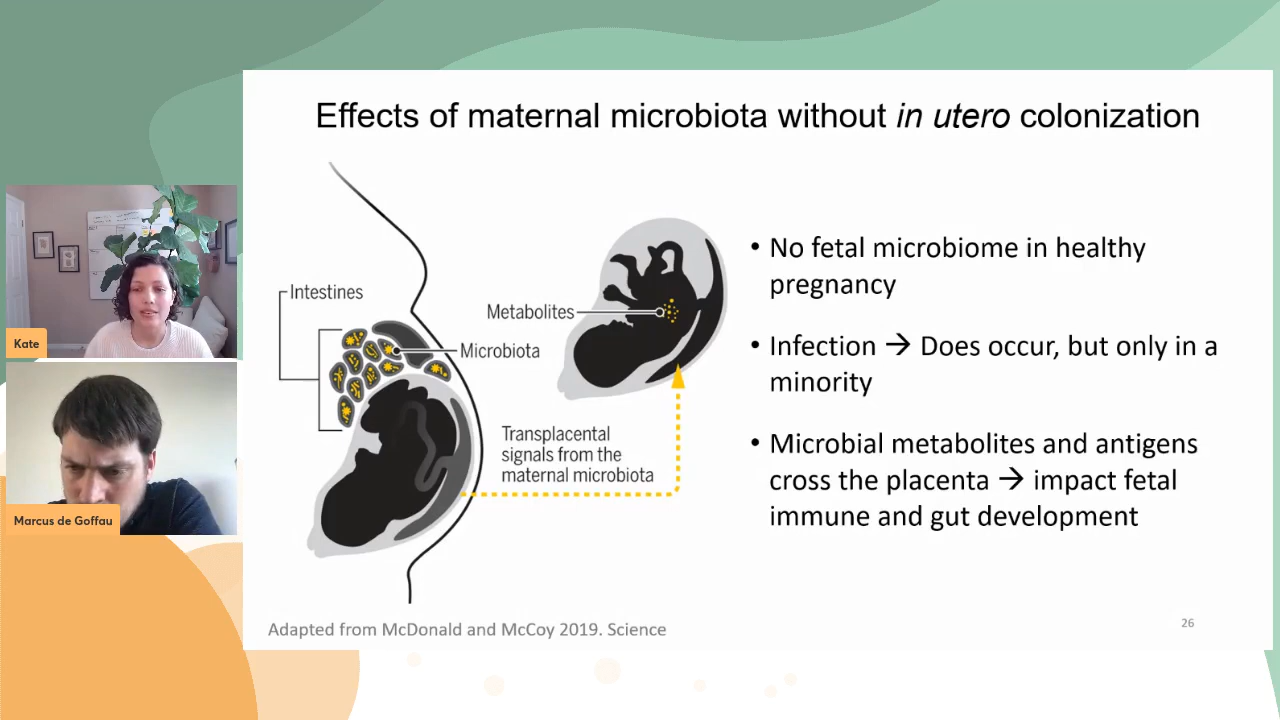 Effects of maternal microbiota without in utero colonization
Intestines
Microbiota
Metabolites
Transplacental
signals from the
maternal microbiota
• No fetal microbiome in healthy
pregnancy
• Infection → Does occur, but only in a
minority
• Microbial metabolites and antigens
cross the placenta → impact fetal
immune and gut development
Adapted from McDonald and McCoy 2019. Science
26
Kate
Marcus de Goffau